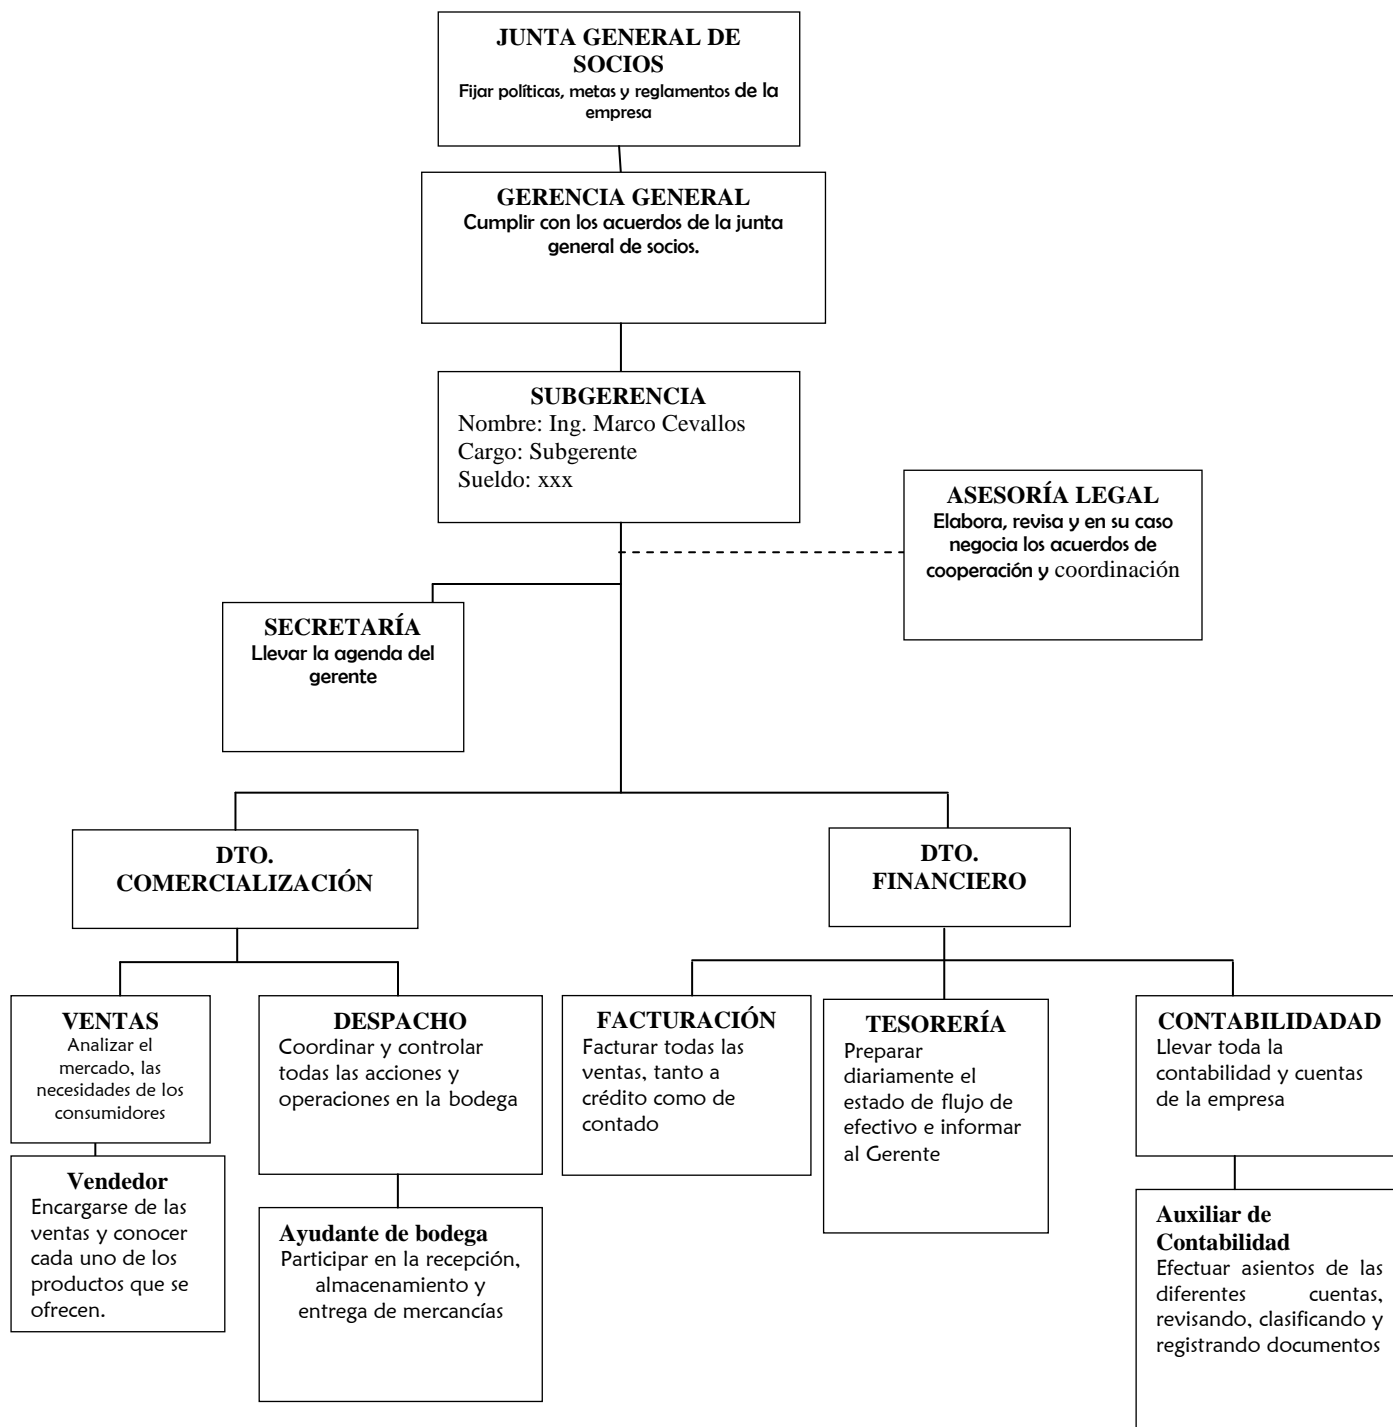 JUNTA GENERAL DE
SOCIOS
Fijar políticas, metas y reglamentos de la
empresa
GERENCIA GENERAL
Cumplir con los acuerdos de la junta
general de socios.
SUBGERENCIA
Nombre: Ing. Marco Cevallos
Cargo: Subgerente
Sueldo: xxx
ASESORÍA LEGAL
Elabora, revisa y en su caso
negocia los acuerdos de
cooperación y coordinación
SECRETARÍA
Llevar la agenda del
gerente
DTO.
COMERCIALIZACIÓN
DTO.
FINANCIERO
VENTAS
Analizar el
mercado, las
necesidades de los
consumidores
DESPACHO
Coordinar y controlar
todas las acciones y
operaciones en la bodega
FACTURACIÓN
Facturar todas las
ventas, tanto a
crédito como de
contado
TESORERÍA
Preparar
diariamente el
estado de flujo de
efectivo e informar
al Gerente
CONTABILIDADAD
Llevar toda la
contabilidad y cuentas
de la empresa
Vendedor
Encargarse de las
ventas y conocer
cada uno de los
productos que se
ofrecen.
Ayudante de bodega
Participar en la recepción,
almacenamiento y
entrega de mercancías
Auxiliar de
Contabilidad
Efectuar asientos de las
diferentes cuentas,
revisando, clasificando y
registrando documentos